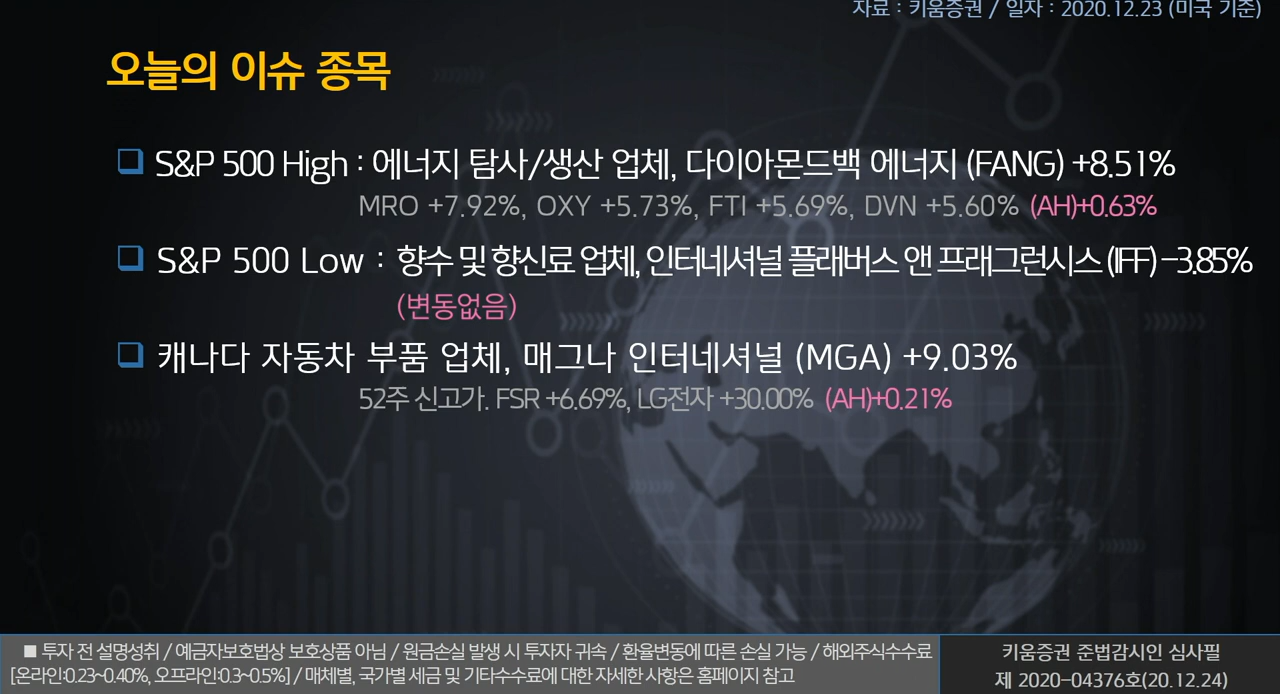 자료 : 키움증권 / 일자 : 2020.12.23 (미국 기준)
오늘의 이슈 종목
❑ S&P 500 High : 에너지 탐사/생산 업체, 다이아몬드백 에너지 (FANG) +8.51%
MRO +7.92%, OXY +5.73%, FTI +5.69%, DVN +5.60% (AH)+0.63%
❑ S&P 500 Low : 향수 및 향신료 업체, 인터네셔널 플래버스 앤 프래그런시스 (IFF) -3.85%
(변동없음)
❑ 캐나다 자동차 부품 업체, 매그나 인터네셔널 (MGA) +9.03%
52주 신고가. FSR +6.69%, LG전자 +30.00% (AH)+0.21%
■ 투자 전 설명성취 / 예금자보호법상 보호상품 아님 / 원금손실 발생 시 투자자 귀속 / 환율변동에 따른 손실 가능 / 해외주식수수료
[온라인:0.23~0.40%, 오프라인:0.3~0.5%] / 매체별, 국가별 세금 및 기타수수료에 대한 자세한 사항은 홈페이지 참고
키움증권 준법감시인 심사필
제 2020-04376호(20.12.24)